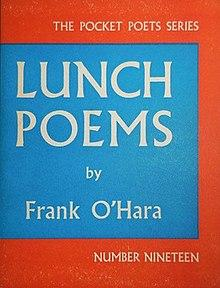 THE POCKET POETS SERIES
LUNCH
POEMS
by
Frank O'Hara
NUMBER NINETEEN